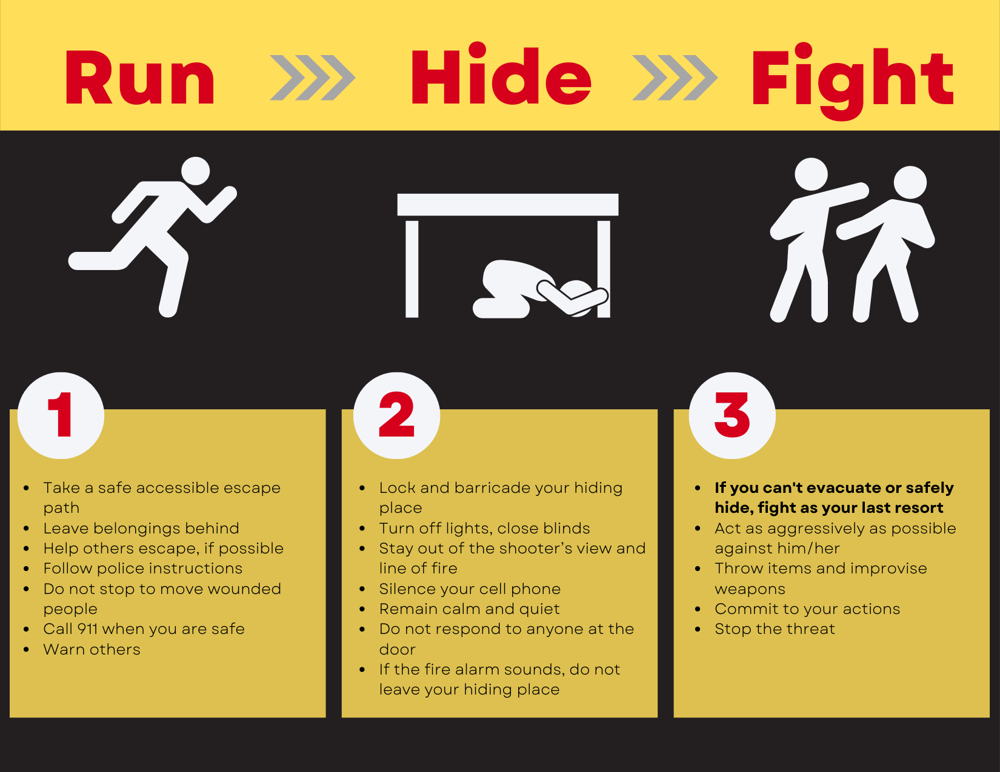 Run
Hide
Fight
1
Take a safe accessible escape
path
Leave belongings behind
Help others escape, if possible
Follow police instructions
Do not stop to move wounded
people
Call 911 when you are safe
Warn others
2
Lock and barricade your hiding
place
Turn off lights, close blinds
Stay out of the shooter’s view and
line of fire
Silence your cell phone
Remain calm and quiet
Do not respond to anyone at the
door
If the fire alarm sounds, do not
leave your hiding place
3
If you can't evacuate or safely
hide, fight as your last resort
Act as aggressively as possible
against him/her
Throw items and improvise
weapons
Commit to your actions
Stop the threat